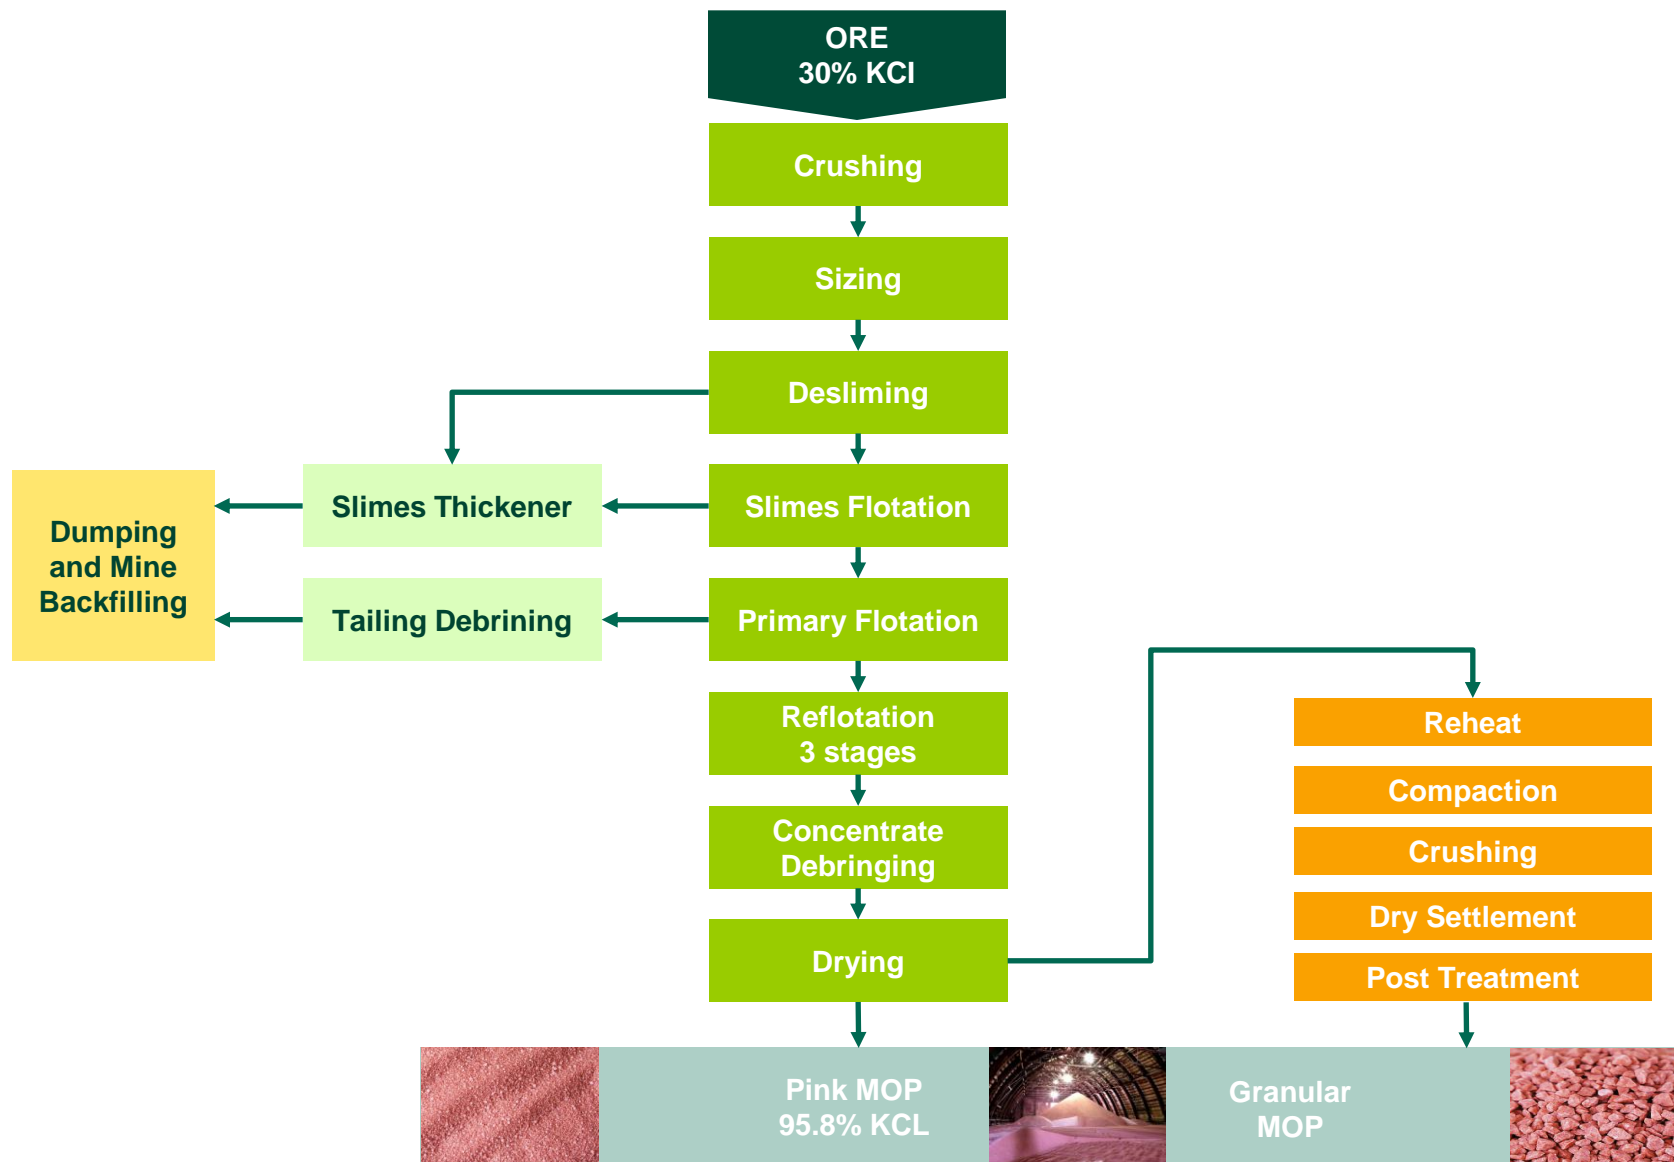 ORE
30% KCl
Crushing
Sizing
Desliming
Slimes Thickener
Slimes Flotation
Dumping
and Mine
Backfilling
Tailing Debrining
Primary Flotation
Reflotation
3 stages
Concentrate
Debringing
Drying
Reheat
Compaction
Crushing
Dry Settlement
Post Treatment
Pink MOP
95.8% KCL
Granular
MOP